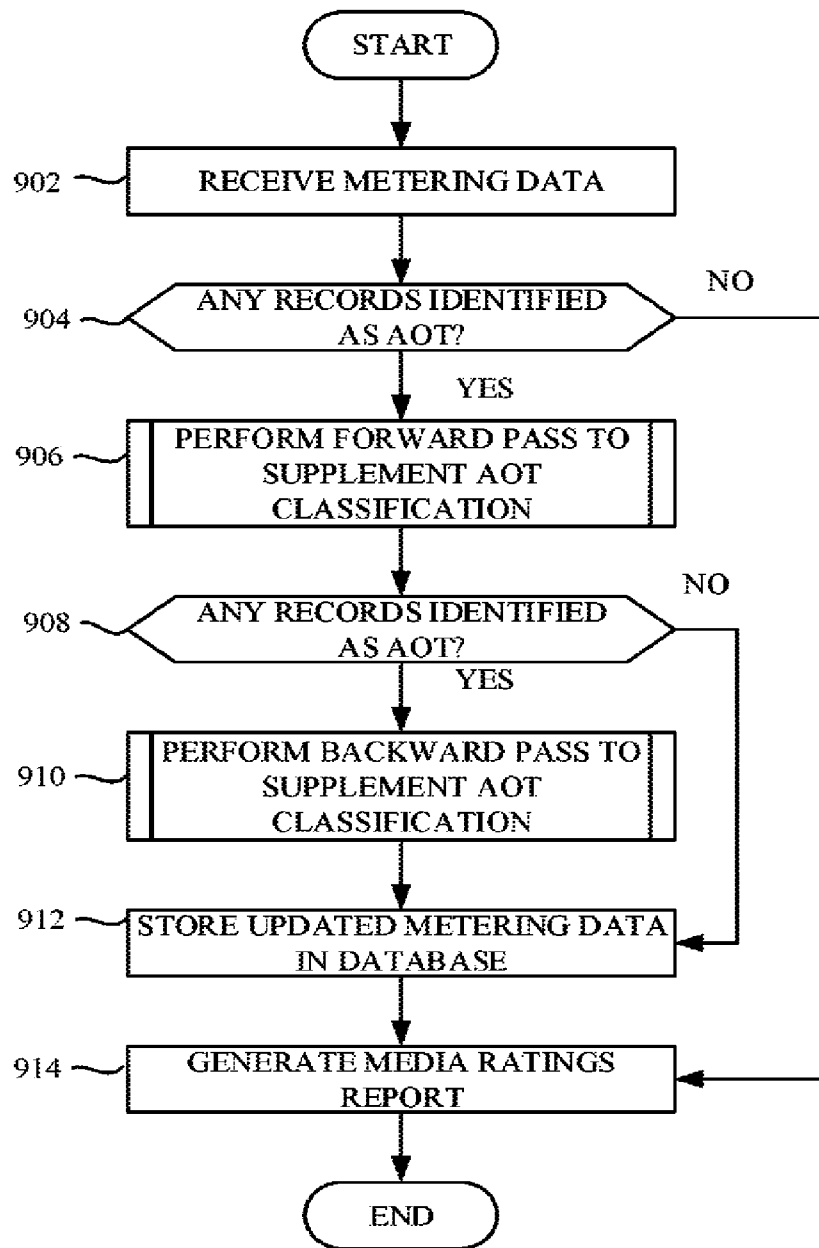 START
902
RECEIVE METERING DATA
NO
904
ANY RECORDS IDENTIFIED
AS AOT?
YES
906
PERFORM FORWARD PASS TO
SUPPLEMENT AOT
CLASSIFICATION
NO
908
ANY RECORDS IDENTIFIED
AS AOT?
YES
910
PERFORM BACKWARD PASS TO
SUPPLEMENT AOT
CLASSIFICATION
912
STORE UPDATED METERING DATA
IN DATABASE
914
GENERATE MEDIA RATINGS
REPORT
END